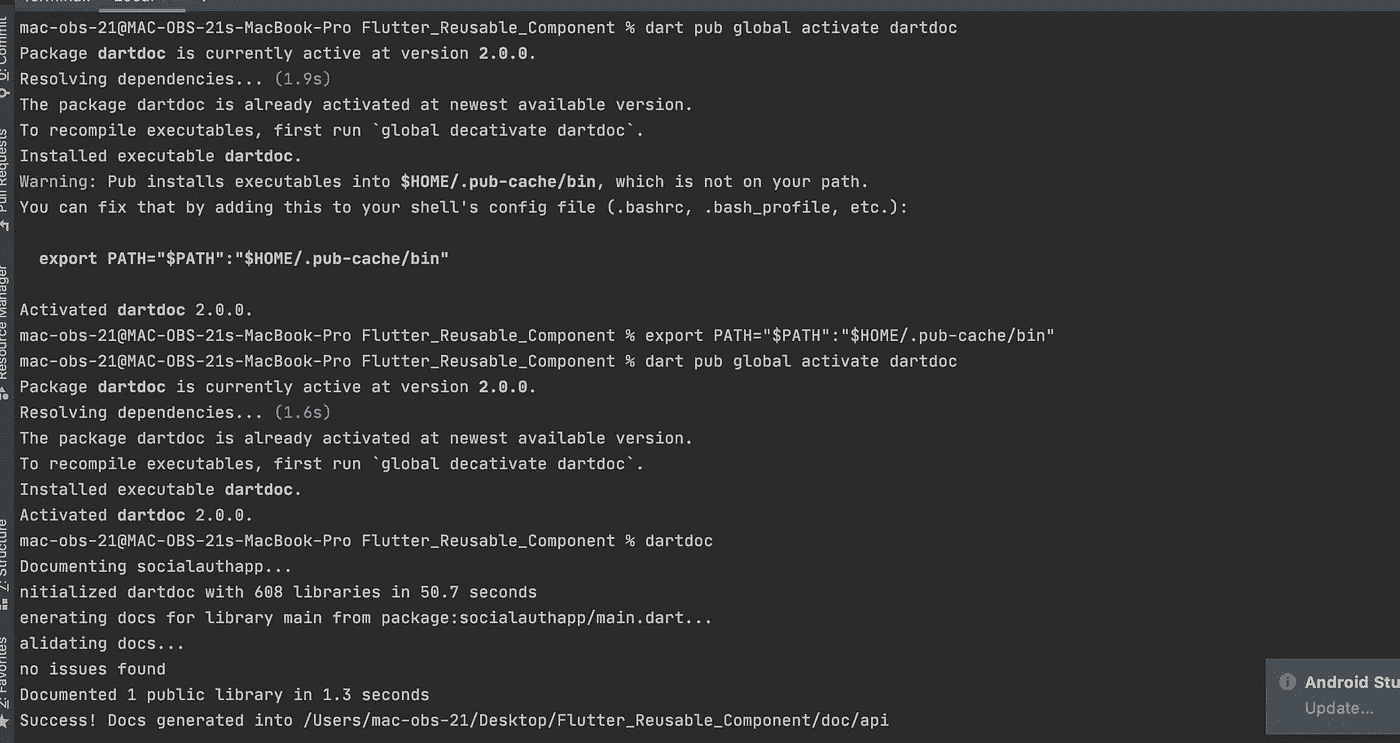 mac-obs-21@MAC-OBS-21s-MacBook-Pro Flutter_Reusable_Component % dart pub global activate dartdoc
Package dartdoc is currently active at version 2.0.0.
Resolving dependencies... (1.9s)
The package dartdoc is already activated at newest available version.
To recompile executables, first run `global decativate dartdoc`.
Installed executable dartdoc.
Warning: Pub installs executables into $HOME/.pub-cache/bin, which is not on your path.
You can fix that by adding this to your shell's config file (.bashrc, .bash_profile, etc.):
export PATH="$PATH":"$HOME/.pub-cache/bin"
Activated dartdoc 2.0.0.
mac-obs-21@MAC-OBS-21s-MacBook-Pro Flutter_Reusable_Component % export PATH="$PATH":"$HOME/.pub-cache/bin"
mac-obs-21@MAC-OBS-21s-MacBook-Pro Flutter_Reusable_Component % dart pub global activate dartdoc
Package dartdoc is currently active at version 2.0.0.
Resolving dependencies... (1.6s)
The package dartdoc is already activated at newest available version.
To recompile executables, first run `global decativate dartdoc`.
Installed executable dartdoc.
Activated dartdoc 2.0.0.
mac-obs-21@MAC-OBS-21s-MacBook-Pro Flutter_Reusable_Component % dartdoc
Documenting socialauthapp...
nitialized dartdoc with 608 libraries in 50.7 seconds
enerating docs for library main from package:socialauthapp/main.dart...
alidating docs...
no issues found
Documented 1 public library in 1.3 seconds
Success! Docs generated into /Users/mac-obs-21/Desktop/Flutter_Reusable_Component/doc/api
Commit
Pull Requests
Resource Manager
Z: Structure
2: Favorites
Android Stu
Update...